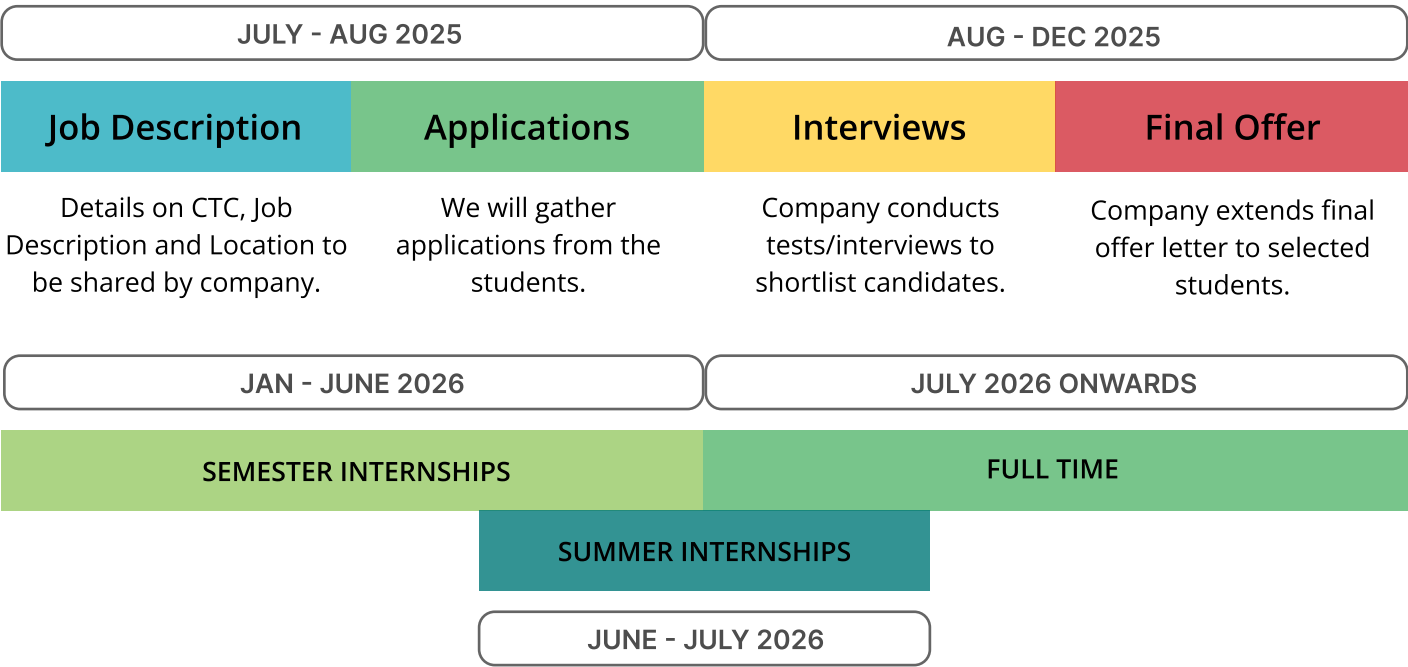 JULY - AUG 2025
AUG - DEC 2025
Job Description
Applications
Interviews
Final Offer
Details on CTC, Job
Description and Location to
be shared by company.
We will gather
applications from the
students.
Company conducts
tests/interviews to
shortlist candidates.
Company extends final
offer letter to selected
students.
JAN - JUNE 2026
JULY 2026 ONWARDS
SEMESTER INTERNSHIPS
FULL TIME
SUMMER INTERNSHIPS
JUNE - JULY 2026